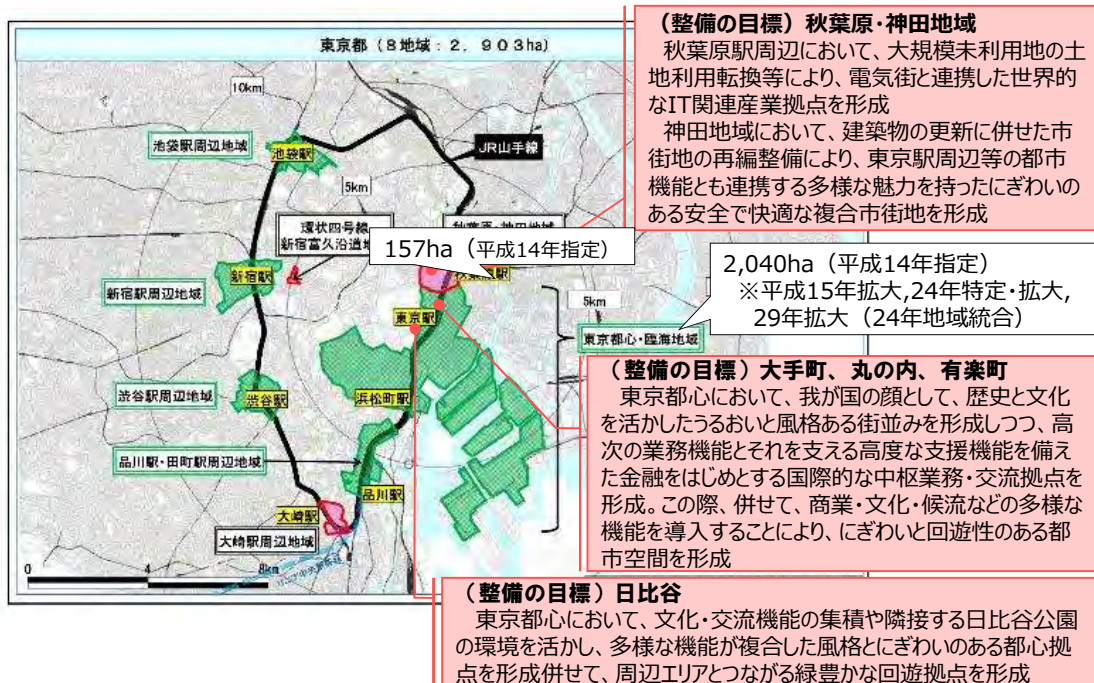 東京都(8地域:2,903ha)
10km
池袋駅周辺地域
池袋駅
JR山手線
5km
環状四号線
新宿富久沿道地
秋葉原・神田地域
新宿駅
新宿駅周辺地域
東京駅
5km
東京都心・臨海地域
渋谷駅周辺地域
渋谷駅
浜松町駅
品川駅・田町駅周辺地域
品川駅
大崎駅
大崎駅周辺地域
0 4 8km
(整備の目標)秋葉原・神田地域
秋葉原駅周辺において、大規模未利用地の土
地利用転換等により、電気街と連携した世界的
なIT関連産業拠点を形成
神田地域において、建築物の更新に併せた市
街地の再編整備により、東京駅周辺等の都市
機能とも連携する多様な魅力を持ったにぎわいの
ある安全で快適な複合市街地を形成
157ha(平成14年指定)
2,040ha(平成14年指定)
※平成15年拡大,24年特定・拡大,
29年拡大(24年地域統合)
(整備の目標)大手町、丸の内、有楽町
東京都心において、我が国の顔として、歴史と文化
を活かしたうるおいと風格ある街並みを形成しつつ、高
次の業務機能とそれを支える高度な支援機能を備え
た金融をはじめとする国際的な中枢業務・交流拠点を
形成。この際、併せて、商業・文化・候流などの多様な
機能を導入することにより、にぎわいと回遊性のある都
市空間を形成
(整備の目標)日比谷
東京都心において、文化・交流機能の集積や隣接する日比谷公園
の環境を活かし、多様な機能が複合した風格とにぎわいのある都心拠
点を形成併せて、周辺エリアとつながる緑豊かな回遊拠点を形成